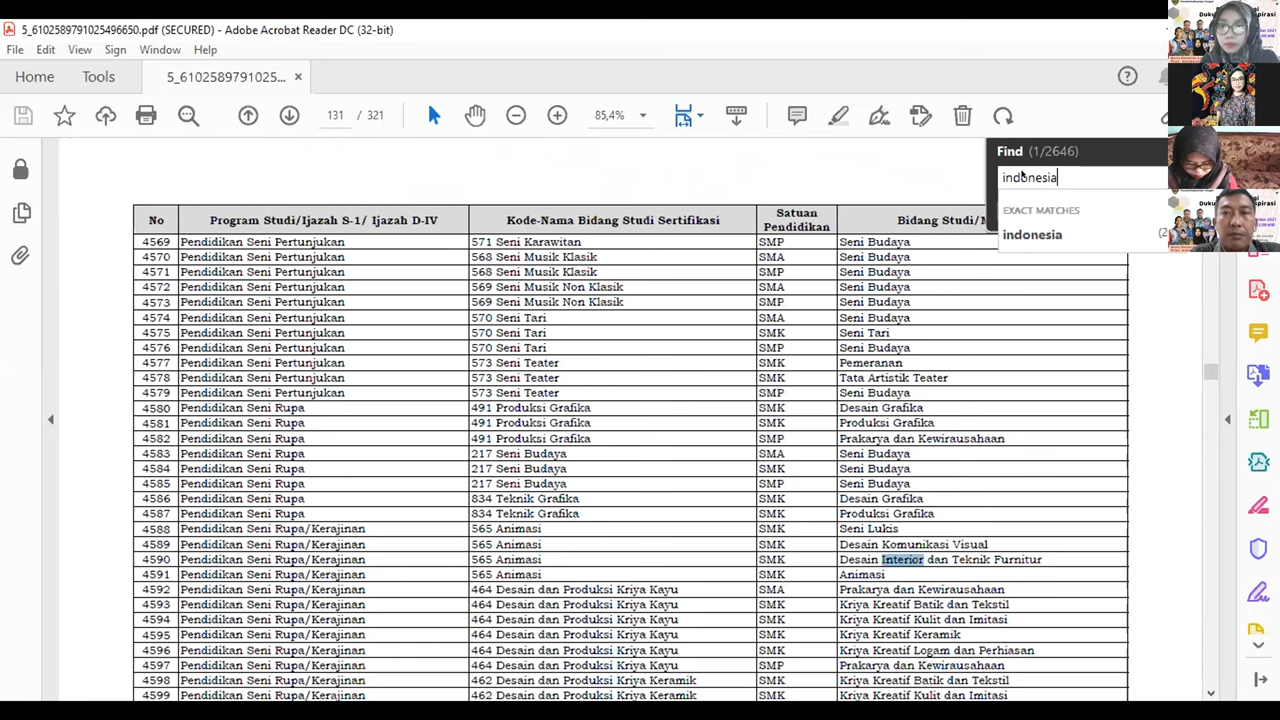 5_6102589791025496650.pdf (SECURED) - Adobe Acrobat Reader DC (32-bit)
File Edit View Sign Window Help
Home Tools 5_6102589791025... ×
131 / 321 85,4%
Find (1/2646)
indonesia
EXACT MATCHES
indonesia (2
No Program Studi/Ijazah S-1/ Ijazah D-IV Kode-Nama Bidang Studi Sertifikasi Satuan Pendidikan Bidang Studi/M
4569 Pendidikan Seni Pertunjukan 571 Seni Karawitan SMP Seni Budaya
4570 Pendidikan Seni Pertunjukan 568 Seni Musik Klasik SMA Seni Budaya
4571 Pendidikan Seni Pertunjukan 568 Seni Musik Klasik SMP Seni Budaya
4572 Pendidikan Seni Pertunjukan 569 Seni Musik Non Klasik SMA Seni Budaya
4573 Pendidikan Seni Pertunjukan 569 Seni Musik Non Klasik SMP Seni Budaya
4574 Pendidikan Seni Pertunjukan 570 Seni Tari SMA Seni Budaya
4575 Pendidikan Seni Pertunjukan 570 Seni Tari SMK Seni Tari
4576 Pendidikan Seni Pertunjukan 570 Seni Tari SMP Seni Budaya
4577 Pendidikan Seni Pertunjukan 573 Seni Teater SMK Pemeranan
4578 Pendidikan Seni Pertunjukan 573 Seni Teater SMK Tata Artistik Teater
4579 Pendidikan Seni Pertunjukan 573 Seni Teater SMP Seni Budaya
4580 Pendidikan Seni Rupa 491 Produksi Grafika SMK Desain Grafika
4581 Pendidikan Seni Rupa 491 Produksi Grafika SMK Produksi Grafika
4582 Pendidikan Seni Rupa 491 Produksi Grafika SMP Prakarya dan Kewirausahaan
4583 Pendidikan Seni Rupa 217 Seni Budaya SMA Seni Budaya
4584 Pendidikan Seni Rupa 217 Seni Budaya SMK Seni Budaya
4585 Pendidikan Seni Rupa 217 Seni Budaya SMP Seni Budaya
4586 Pendidikan Seni Rupa 834 Teknik Grafika SMK Desain Grafika
4587 Pendidikan Seni Rupa 834 Teknik Grafika SMK Produksi Grafika
4588 Pendidikan Seni Rupa/Kerajinan 565 Animasi SMK Seni Lukis
4589 Pendidikan Seni Rupa/Kerajinan 565 Animasi SMK Desain Komunikasi Visual
4590 Pendidikan Seni Rupa/Kerajinan 565 Animasi SMK Desain Interior dan Teknik Furnitur
4591 Pendidikan Seni Rupa/Kerajinan 565 Animasi SMK Animasi
4592 Pendidikan Seni Rupa/Kerajinan 464 Desain dan Produksi Kriya Kayu SMA Prakarya dan Kewirausahaan
4593 Pendidikan Seni Rupa/Kerajinan 464 Desain dan Produksi Kriya Kayu SMK Kriya Kreatif Batik dan Tekstil
4594 Pendidikan Seni Rupa/Kerajinan 464 Desain dan Produksi Kriya Kayu SMK Kriya Kreatif Kulit dan Imitasi
4595 Pendidikan Seni Rupa/Kerajinan 464 Desain dan Produksi Kriya Kayu SMK Kriya Kreatif Keramik
4596 Pendidikan Seni Rupa/Kerajinan 464 Desain dan Produksi Kriya Kayu SMK Kriya Kreatif Logam dan Perhiasan
4597 Pendidikan Seni Rupa/Kerajinan 464 Desain dan Produksi Kriya Kayu SMP Prakarya dan Kewirausahaan
4598 Pendidikan Seni Rupa/Kerajinan 462 Desain dan Produksi Kriya Keramik SMK Kriya Kreatif Batik dan Tekstil
4599 Pendidikan Seni Rupa/Kerajinan 462 Desain dan Produksi Kriya Keramik SMK Kriya Kreatif Kulit dan Imitasi